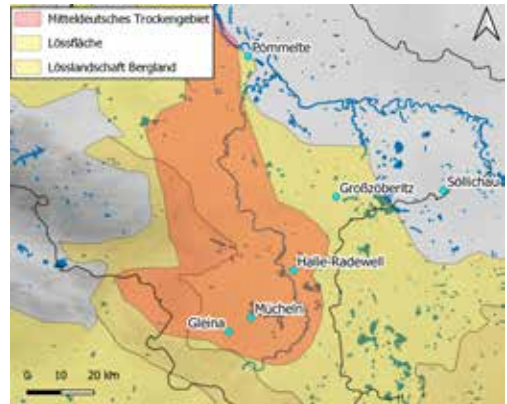 Mitteldeutsches Trockengebiet
Lössfläche
Lösslandschaft Bergland
Pömmelte
Großzöberitz
Söllichau
Halle-Radewell
Mücheln
Gleina
0 10 20 km